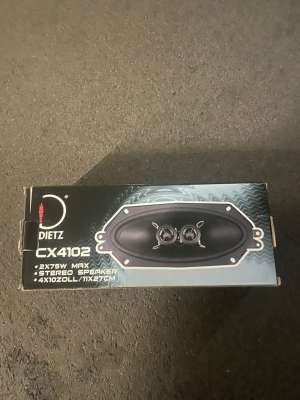 DIETZ
CX4102
• 2X75W MAX
• STEREO SPEAKER
• 4X10ZOLL/11X27CM